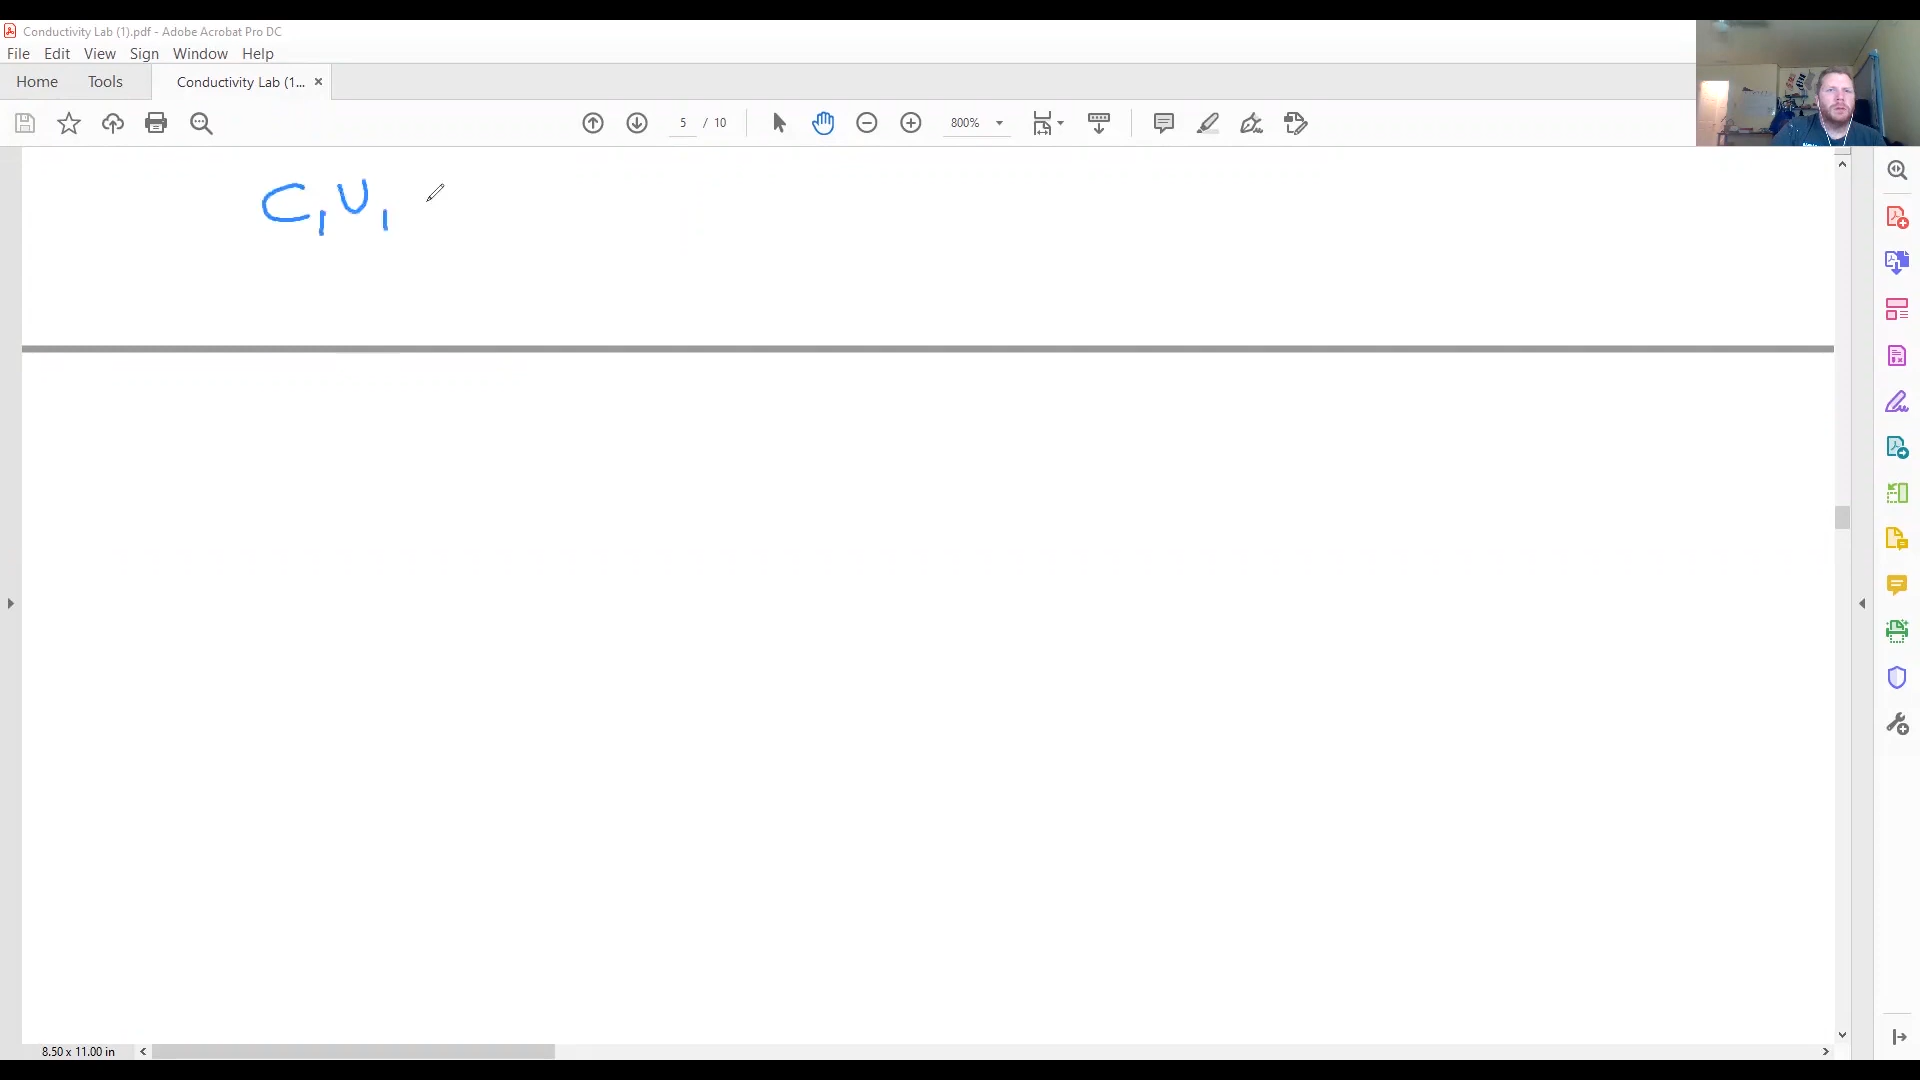 Conductivity Lab (1).pdf - Adobe Acrobat Pro DC
File Edit View Sign Window Help
Home Tools Conductivity Lab (1... ×
5 / 10 800%
C₁V₁
8.50 x 11.00 in